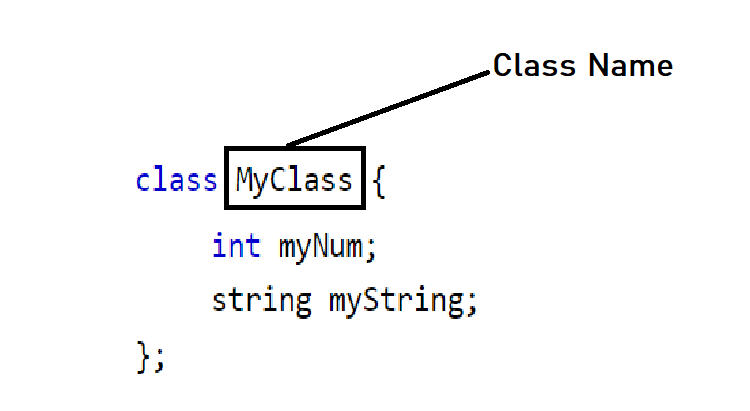 Class Name
class MyClass {
int myNum;
string myString;
};